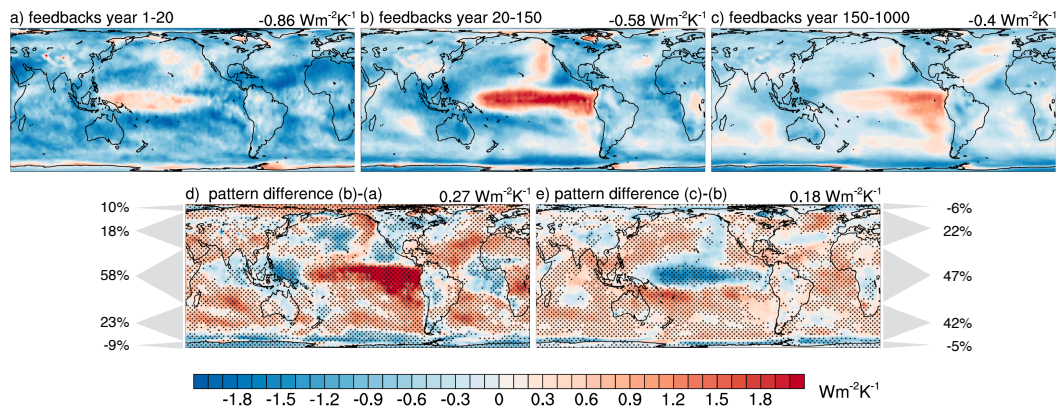 a) feedbacks year 1-20 -0.86 Wm⁻²K⁻¹
b) feedbacks year 20-150 -0.58 Wm⁻²K⁻¹
c) feedbacks year 150-1000 -0.4 Wm⁻²K⁻¹
d) pattern difference (b)-(a) 0.27 Wm⁻²K⁻¹
e) pattern difference (c)-(b) 0.18 Wm⁻²K⁻¹
10%
18%
58%
23%
-9%
-6%
22%
47%
42%
-5%
-1.8 -1.5 -1.2 -0.9 -0.6 -0.3 0 0.3 0.6 0.9 1.2 1.5 1.8 Wm⁻²K⁻¹